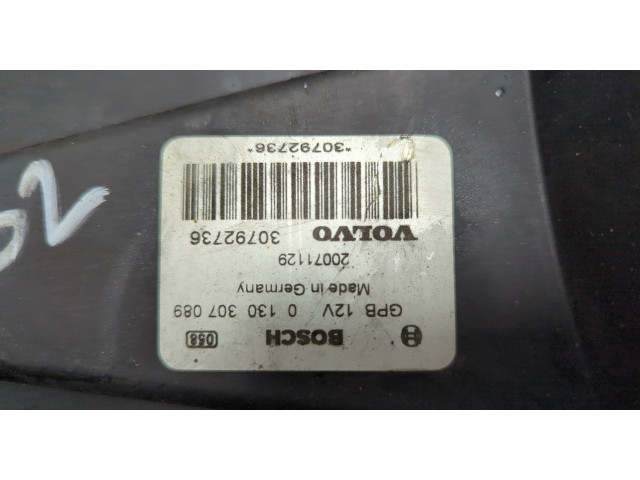 BOSCH 058
GPB 12V 0 130 307 089
Made in Germany
20071129
VOLVO 30792736
*30792736*